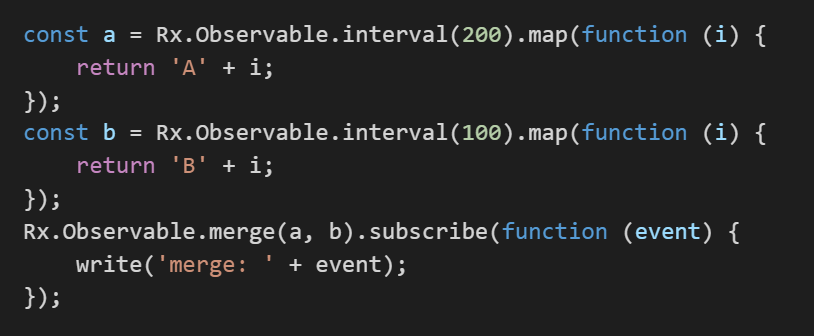 const a = Rx.Observable.interval(200).map(function (i) {
    return 'A' + i;
});
const b = Rx.Observable.interval(100).map(function (i) {
    return 'B' + i;
});
Rx.Observable.merge(a, b).subscribe(function (event) {
    write('merge: ' + event);
});